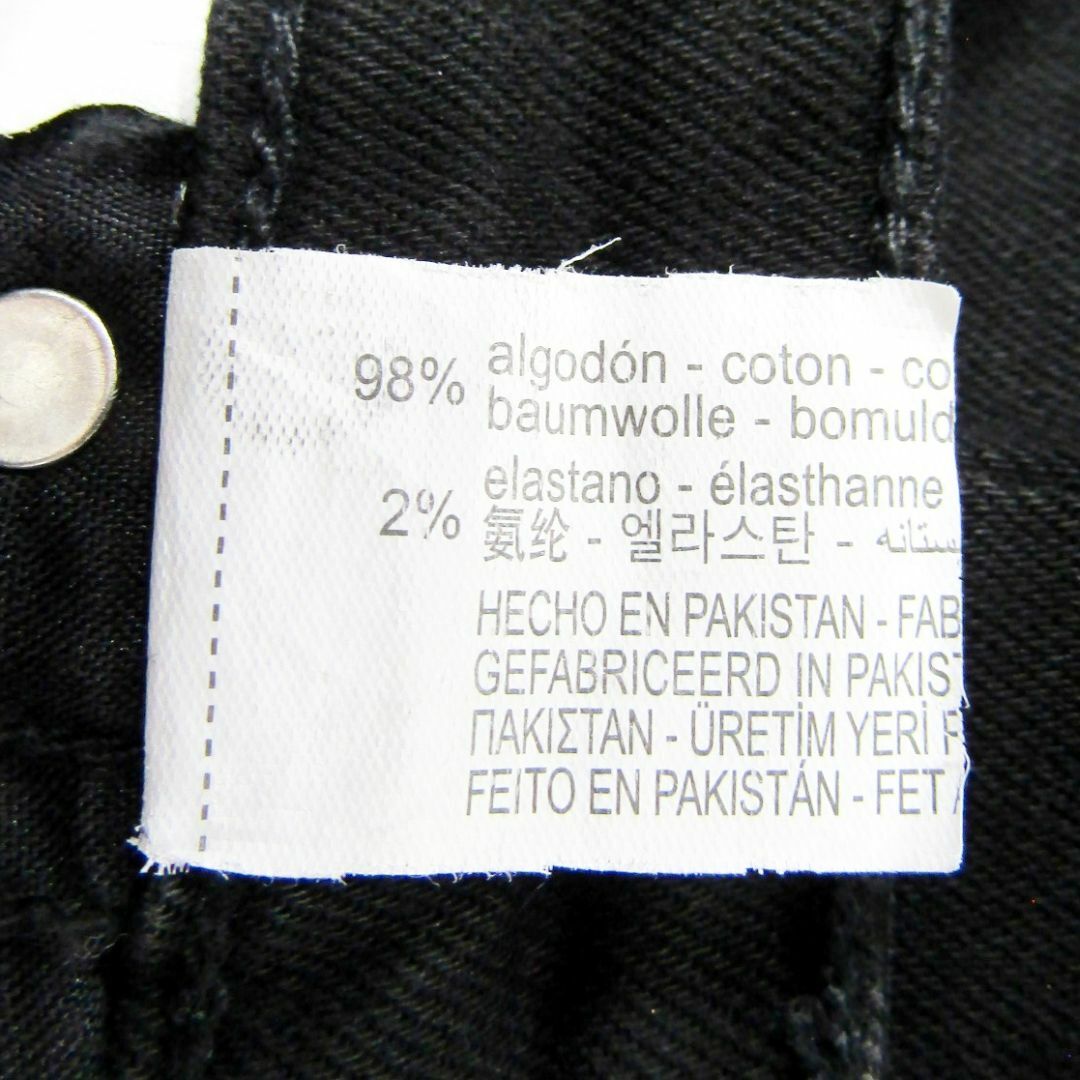 98% algodón - coton - co
baumwolle - bomuld
2% elastano - élasthanne
氨纶 - 엘라스탄 -
HECHO EN PAKISTAN - FAB
GEFABRICEERD IN PAKIS
ΠΑΚΙΣΤΑΝ - ÜRETİM YERİ
FEITO EN PAKISTÁN - FET